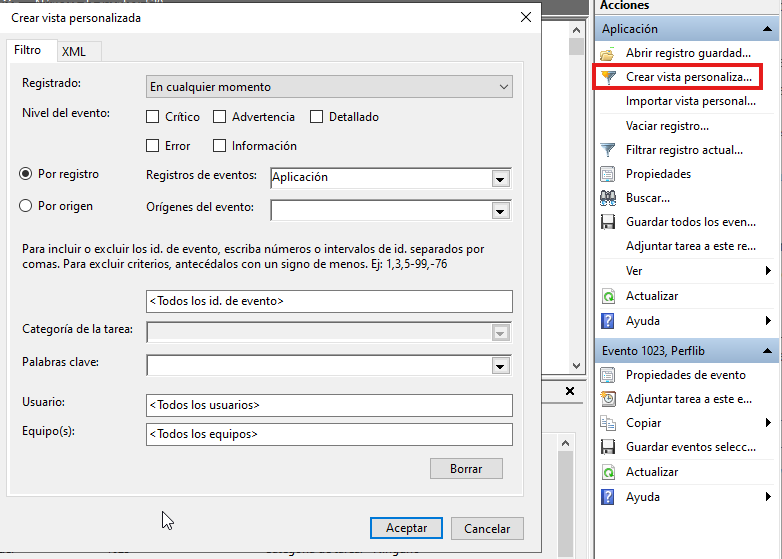 Crear vista personalizada
Filtro
XML
Registrado:
En cualquier momento
Nivel del evento:
Crítico
Advertencia
Detallado
Error
Información
Por registro
Registros de eventos:
Aplicación
Por origen
Orígenes del evento:
Para incluir o excluir los id. de evento, escriba números o intervalos de id. separados por
comas. Para excluir criterios, antecédalos con un signo de menos. Ej: 1,3,5-99,-76
<Todos los id. de evento>
Categoría de la tarea:
Palabras clave:
Usuario:
<Todos los usuarios>
Equipo(s):
<Todos los equipos>
Borrar
Aceptar
Cancelar
Acciones
Aplicación
Abrir registro guardad...
Crear vista personaliza...
Importar vista personal...
Vaciar registro...
Filtrar registro actual...
Propiedades
Buscar...
Guardar todos los even...
Adjuntar tarea a este re...
Ver
Actualizar
Ayuda
Evento 1023, Perflib
Propiedades de evento
Adjuntar tarea a este e...
Copiar
Guardar eventos selecc...
Actualizar
Ayuda